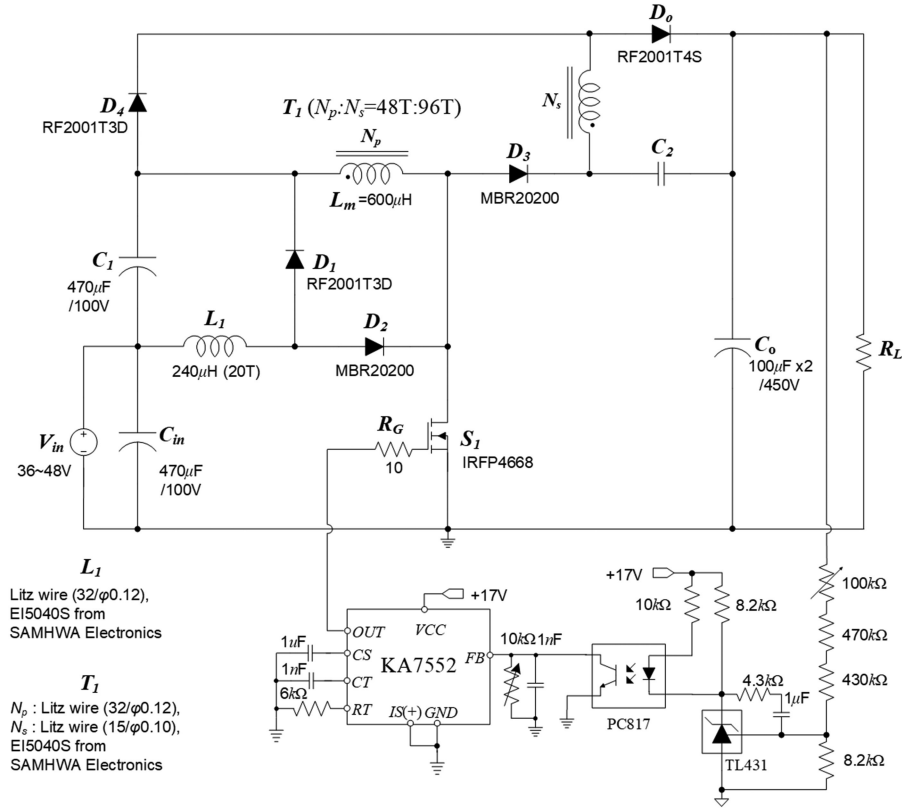 Do
RF2001T4S
Ns
D4
RF2001T3D
T1 (Np:Ns=48T:96T)
Np
Lm=600μH
D3
MBR20200
C2
C1
470μF
/100V
D1
RF2001T3D
L1
240μH (20T)
D2
MBR20200
Co
100μF x2
/450V
RL
Vin
36~48V
Cin
470μF
/100V
RG
10
S1
IRFP4668
L1
Litz wire (32/φ0.12),
EI5040S from
SAMHWA Electronics
T1
Np : Litz wire (32/φ0.12),
Ns : Litz wire (15/φ0.10),
EI5040S from
SAMHWA Electronics
+17V
VCC
OUT
CS
CT
RT
KA7552
FB
IS(+) GND
1uF
1nF
6kΩ
10kΩ 1nF
PC817
+17V
10kΩ
8.2kΩ
4.3kΩ
1μF
TL431
100kΩ
470kΩ
430kΩ
8.2kΩ